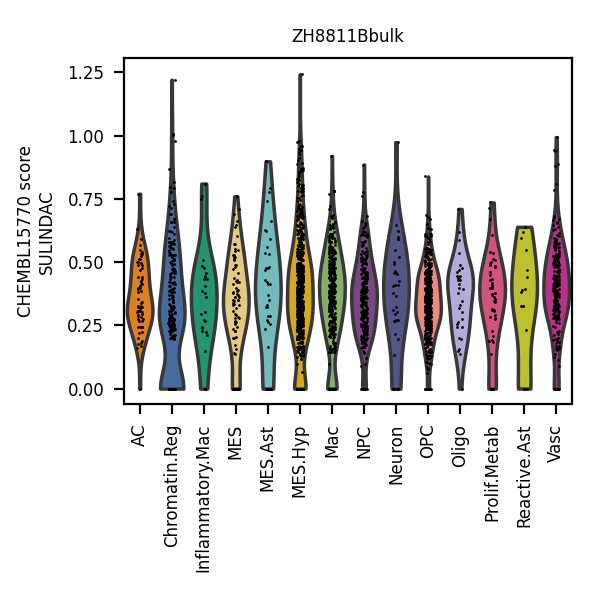 ZH8811Bbulk
CHEMBL15770 score
SULINDAC
1.25
1.00
0.75
0.50
0.25
0.00
AC
Chromatin.Reg
Inflammatory.Mac
MES
MES.Ast
MES.Hyp
Mac
NPC
Neuron
OPC
Oligo
Prolif.Metab
Reactive.Ast
Vasc